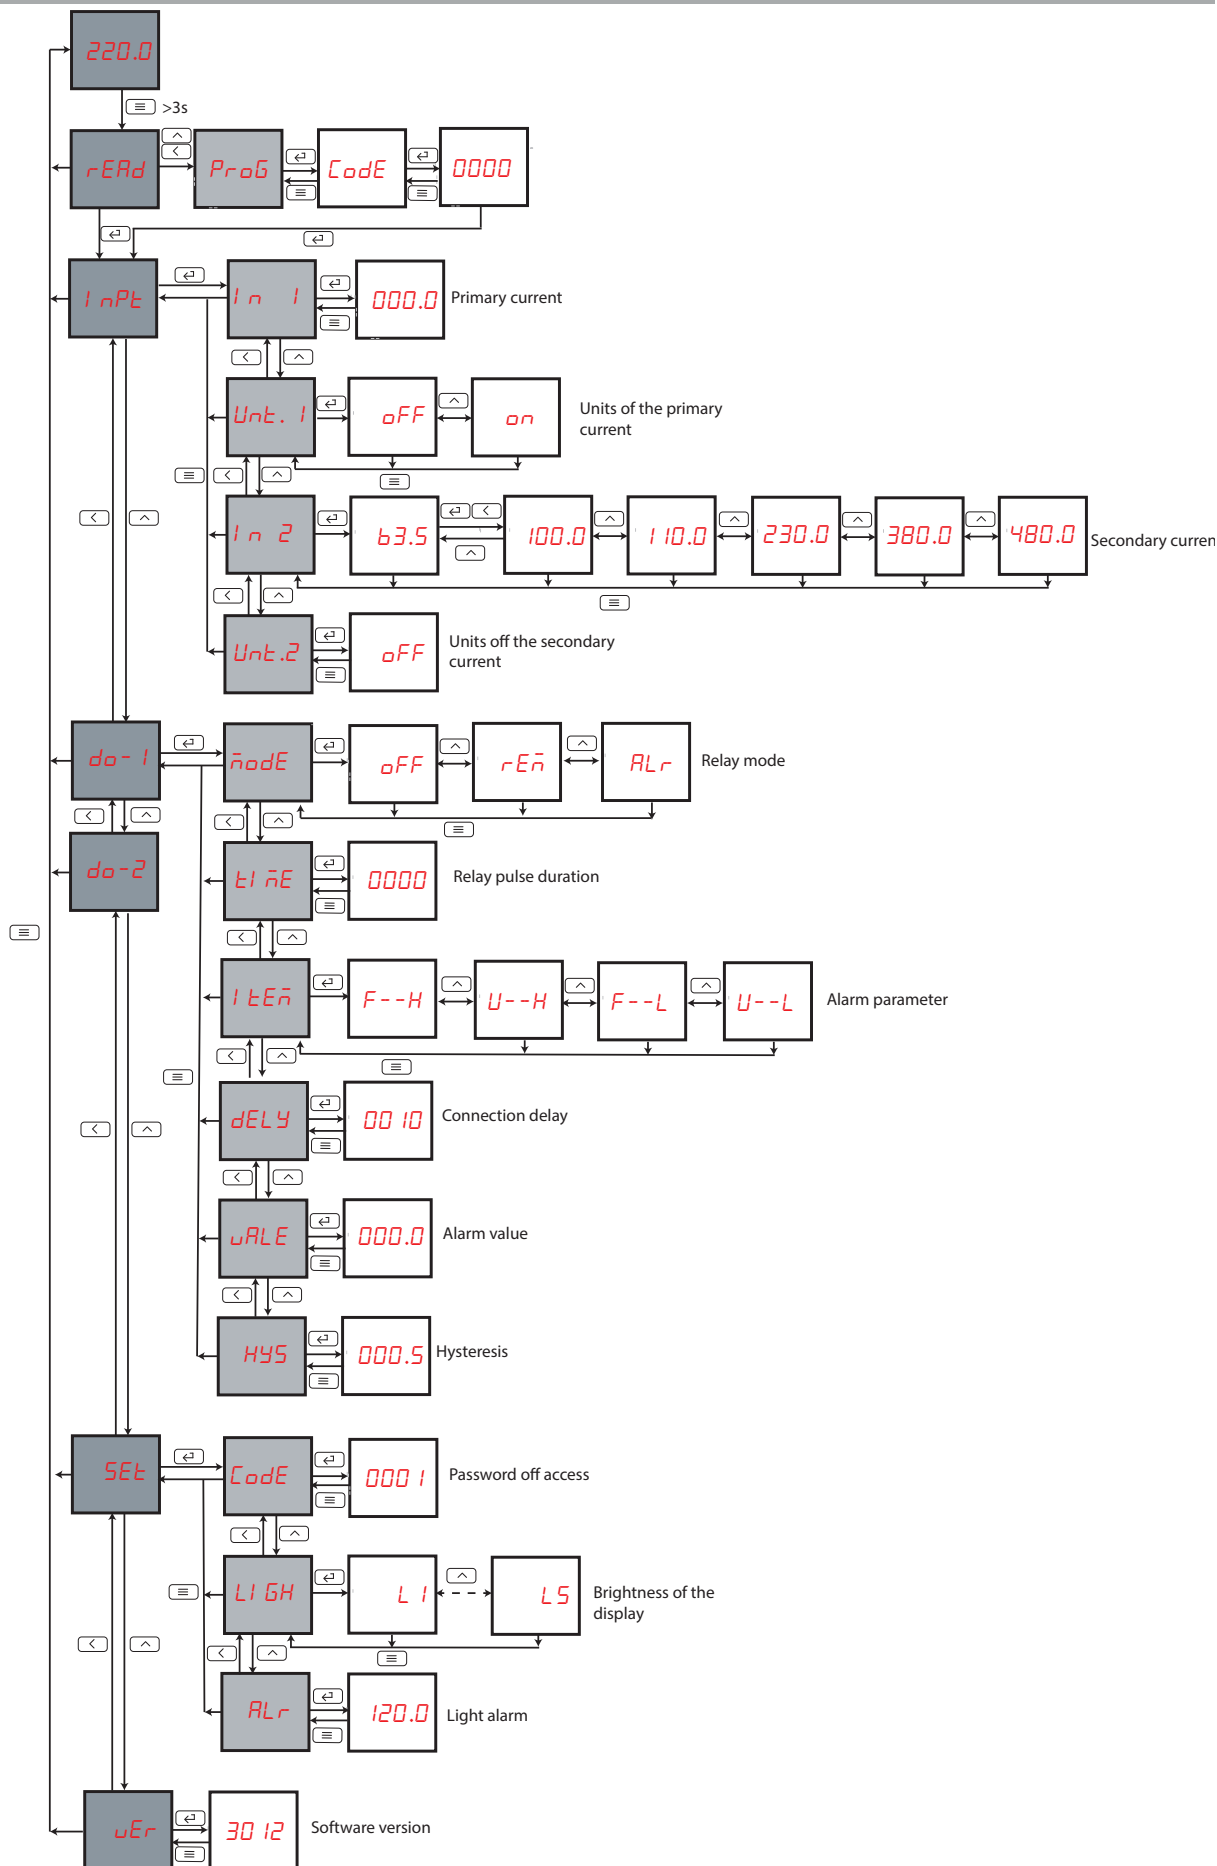 220.0
>3s
rEAd ProG CodE 0000
InPt In 1 000.0 Primary current
Unt.1 oFF on Units of the primary
current
In 2 63.5 100.0 110.0 230.0 380.0 480.0 Secondary curren
Unt.2 oFF Units off the secondary
current
do-1 modE oFF rEm ALr Relay mode
do-2 tImE 0000 Relay pulse duration
ItEm F--H U--H F--L U--L Alarm parameter
dELY 0010 Connection delay
vALE 000.0 Alarm value
HYS 000.5 Hysteresis
SEt CodE 0001 Password off access
LIGH L1 L5 Brightness of the
display
ALr 120.0 Light alarm
vEr 3012 Software version